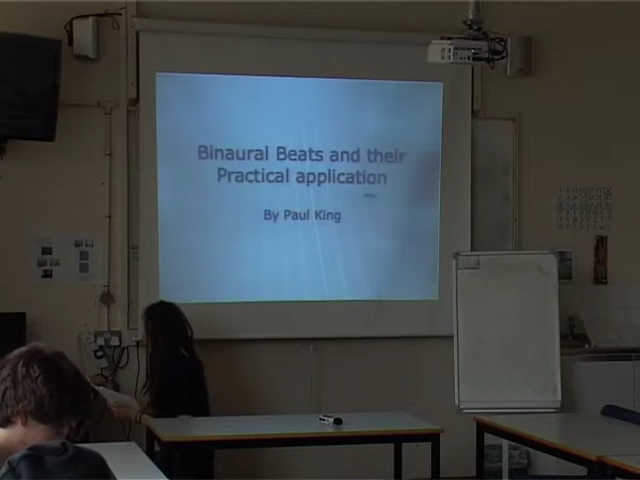 Binaural Beats and their
Practical application
By Paul King